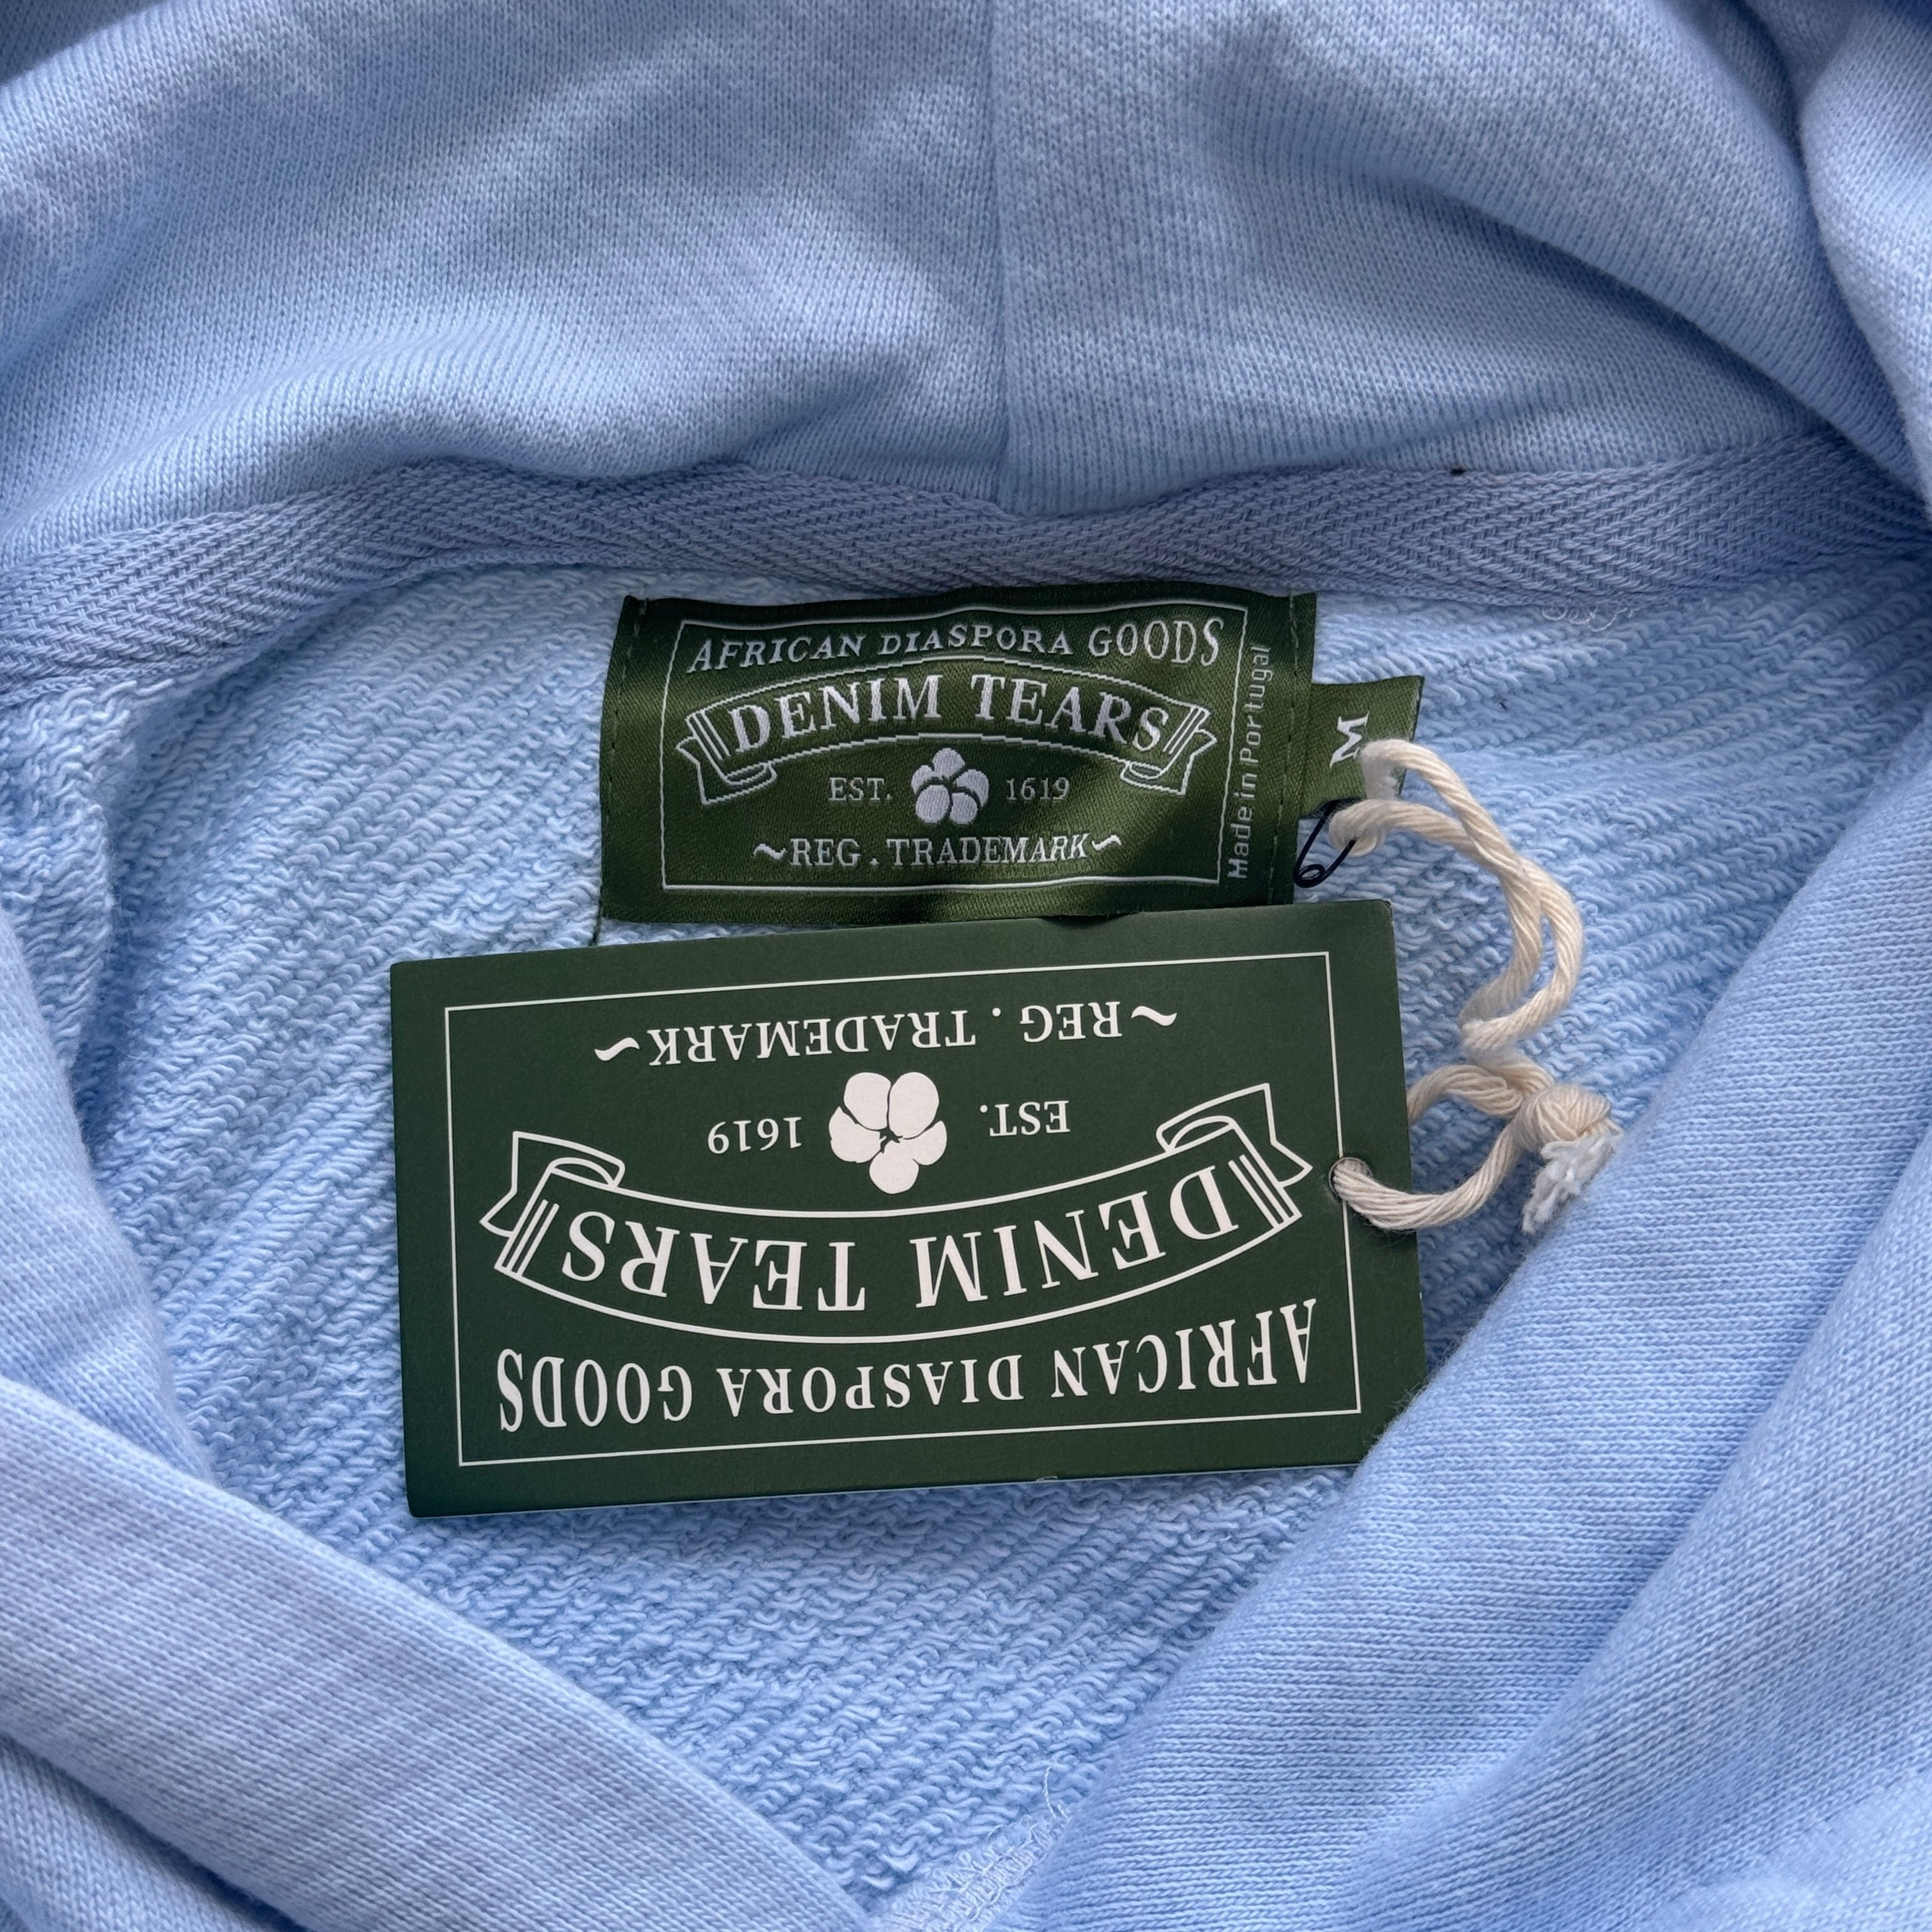 AFRICAN DIASPORA GOODS
DENIM TEARS
EST. 1619
~REG. TRADEMARK~
Made in Portugal
M
~REG. TRADEMARK~
EST. 1619
DENIM TEARS
AFRICAN DIASPORA GOODS